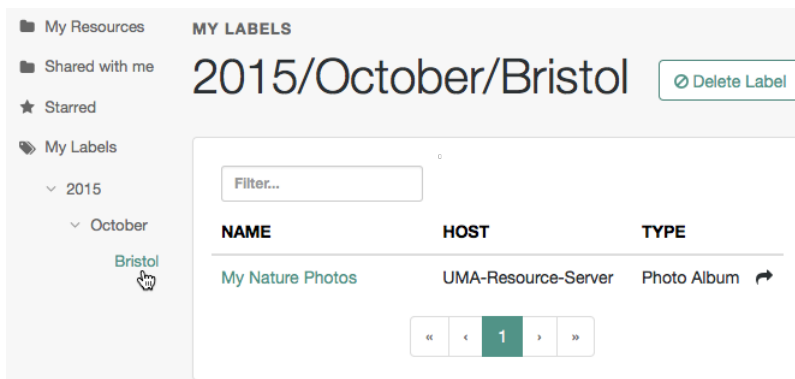 My Resources
Shared with me
Starred
My Labels
2015
October
Bristol
MY LABELS
2015/October/Bristol
Delete Label
Filter...
NAME HOST TYPE
My Nature Photos UMA-Resource-Server Photo Album
« ‹ 1 › »